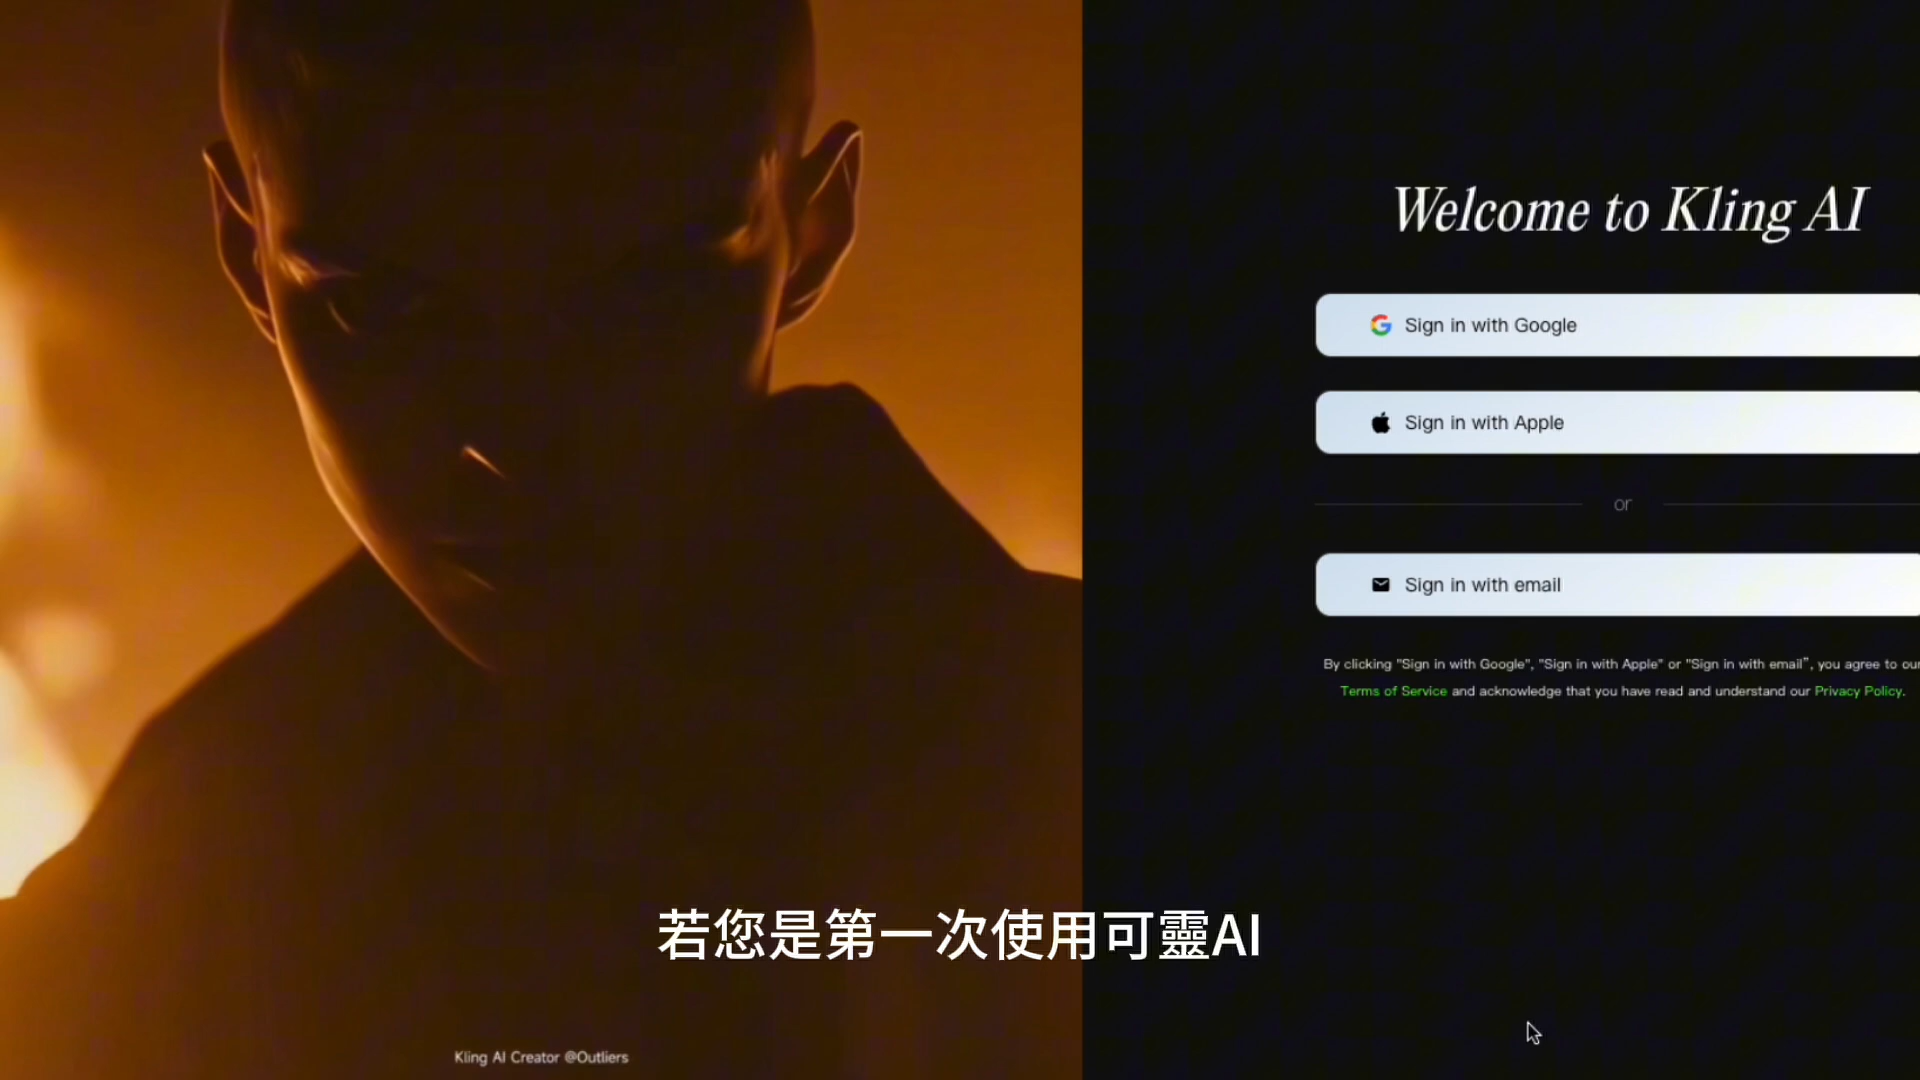 Welcome to Kling AI
Sign in with Google
Sign in with Apple
or
Sign in with email
By clicking "Sign in with Google", "Sign in with Apple" or "Sign in with email", you agree to our
Terms of Service and acknowledge that you have read and understand our Privacy Policy.
若您是第一次使用可靈AI
Kling AI Creator @Outliers